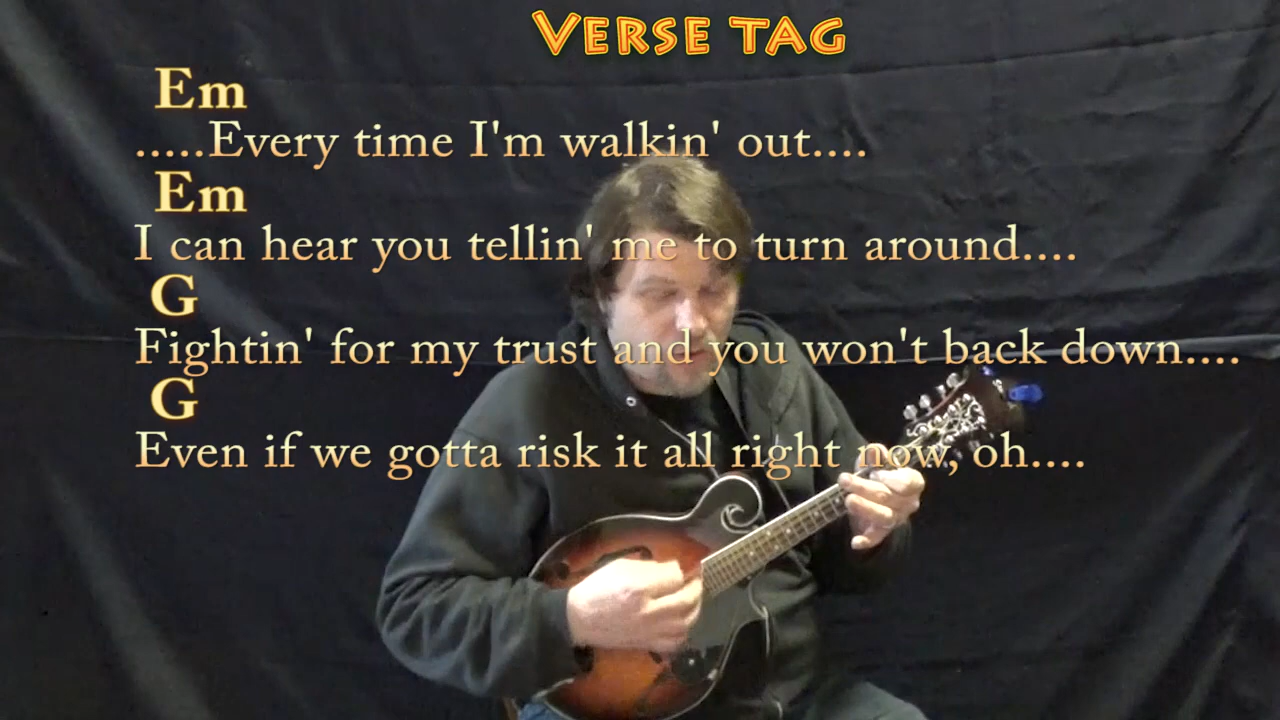 VERSE TAG
Em
.....Every time I'm walkin' out....
Em
I can hear you tellin' me to turn around....
G
Fightin' for my trust and you won't back down....
G
Even if we gotta risk it all right now, oh....